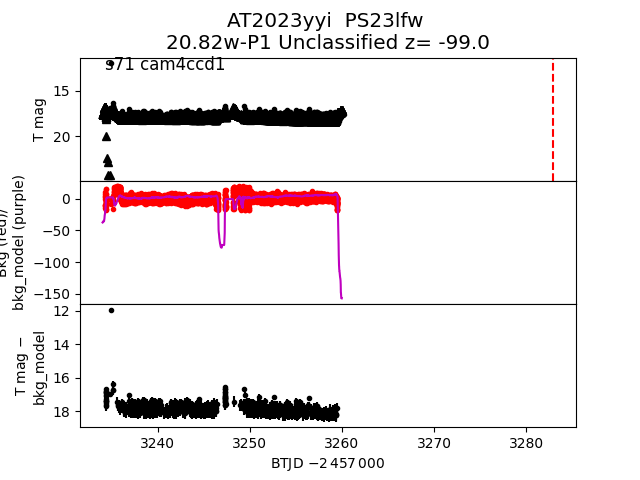 AT2023yyi  PS23lfw
20.82w-P1 Unclassified z= -99.0
s71 cam4ccd1
T mag
15
20
Bkg (red)/
bkg_model (purple)
0
−50
−100
−150
T mag −
bkg_model
12
14
16
18
3240
3250
3260
3270
3280
BTJD −2 457 000